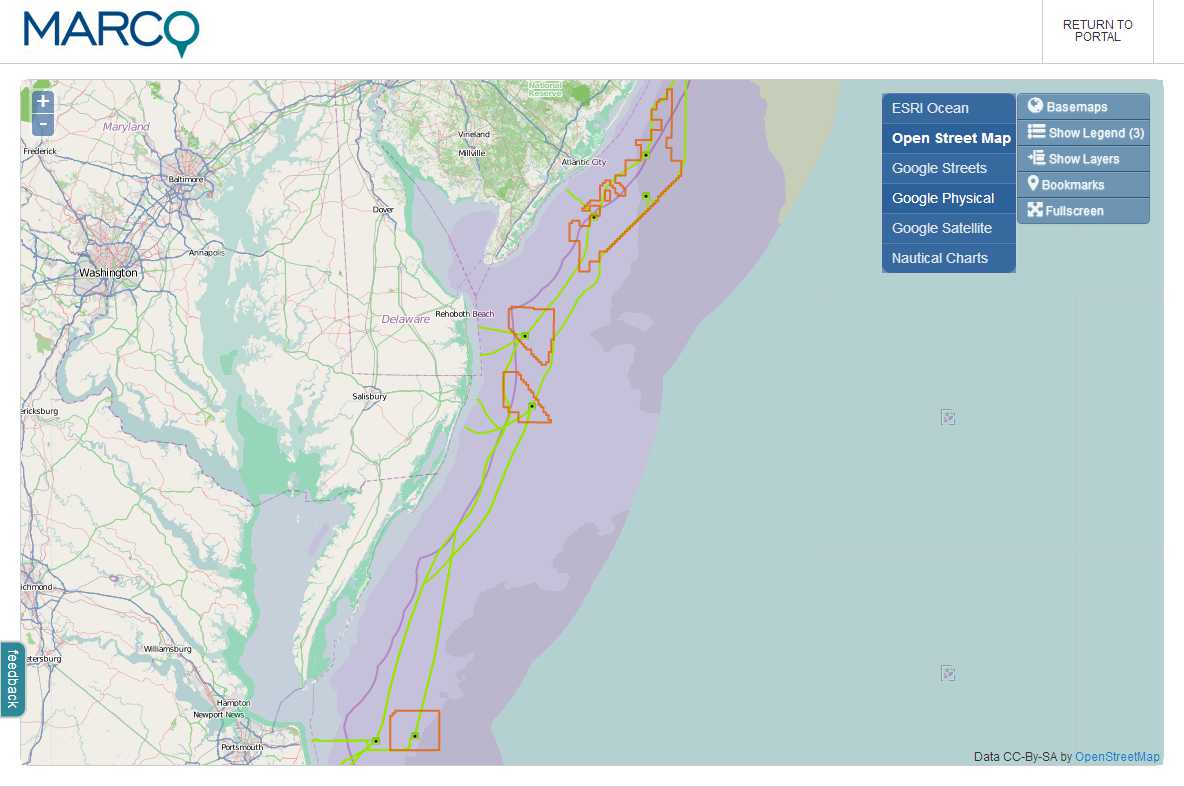 MARCO
RETURN TO
PORTAL
+
-
National
Reserve
ESRI Ocean
Open Street Map
Google Streets
Google Physical
Google Satellite
Nautical Charts
Basemaps
Show Legend (3)
Show Layers
Bookmarks
Fullscreen
Maryland
Frederick
Baltimore
Vineland
Millville
Atlantic City
Dover
Annapolis
Washington
Rehoboth Beach
Delaware
Salisbury
ericksburg
ichmond
Williamsburg
etersburg
feedback
Hampton
Newport News
Portsmouth
Data CC-By-SA by OpenStreetMap